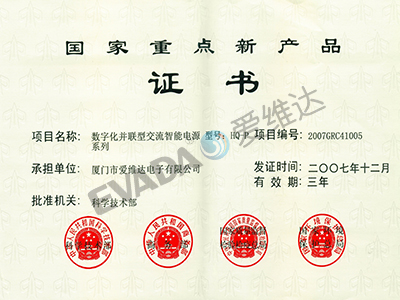 国家重点新产品
证书
项目名称: 数字化并联型交流智能电源 型号: HQ-P 项目编号: 2007GRC41005
系列
承担单位: 厦门市爱维达电子有限公司 发证时间: 二〇〇七年十二月
有效期: 三年
批准机关: 科学技术部
EVADA 爱维达